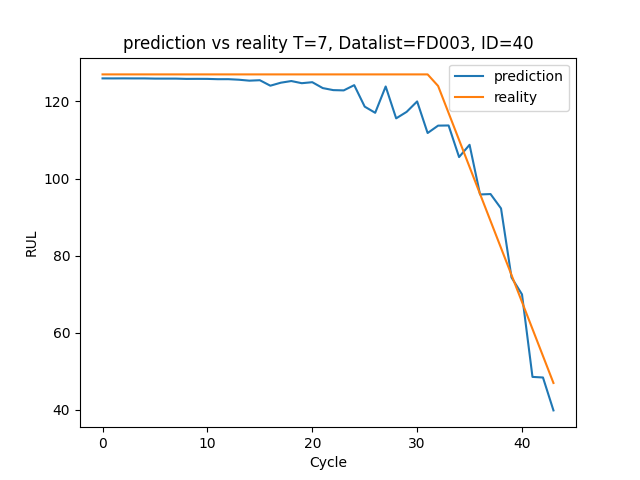 prediction vs reality T=7, Datalist=FD003, ID=40
prediction
reality
RUL
120
100
80
60
40
0 10 20 30 40
Cycle